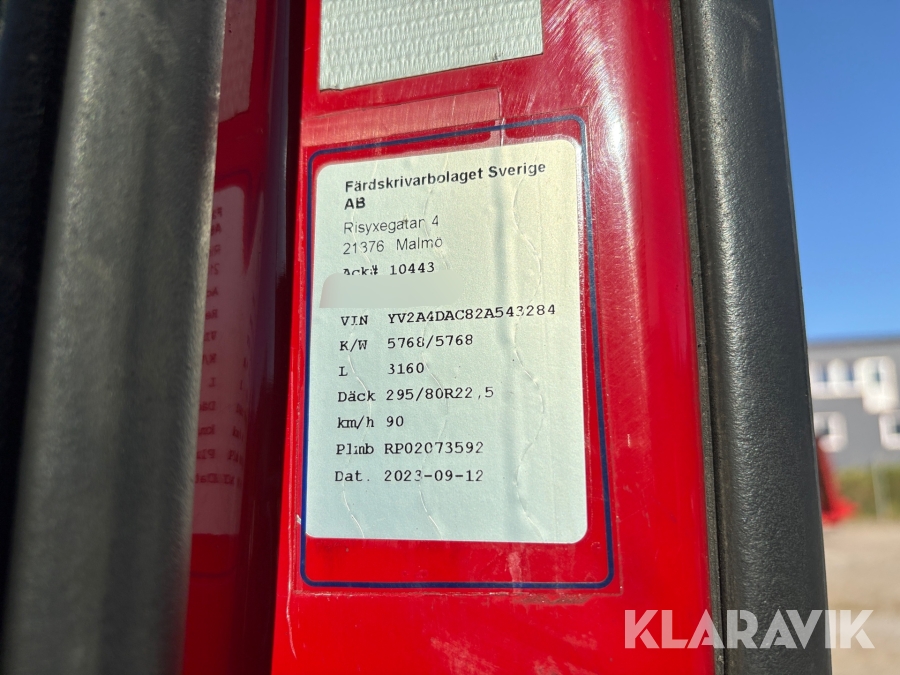 Färdskrivarbolaget Sverige
AB
Risyxegatan 4
21376 Malmö
Ack# 10443
VIN YV2A4DAC82A543284
K/W 5768/5768
L 3160
Däck 295/80R22,5
km/h 90
Plmb RP02073592
Dat. 2023-09-12
KLARAVIK